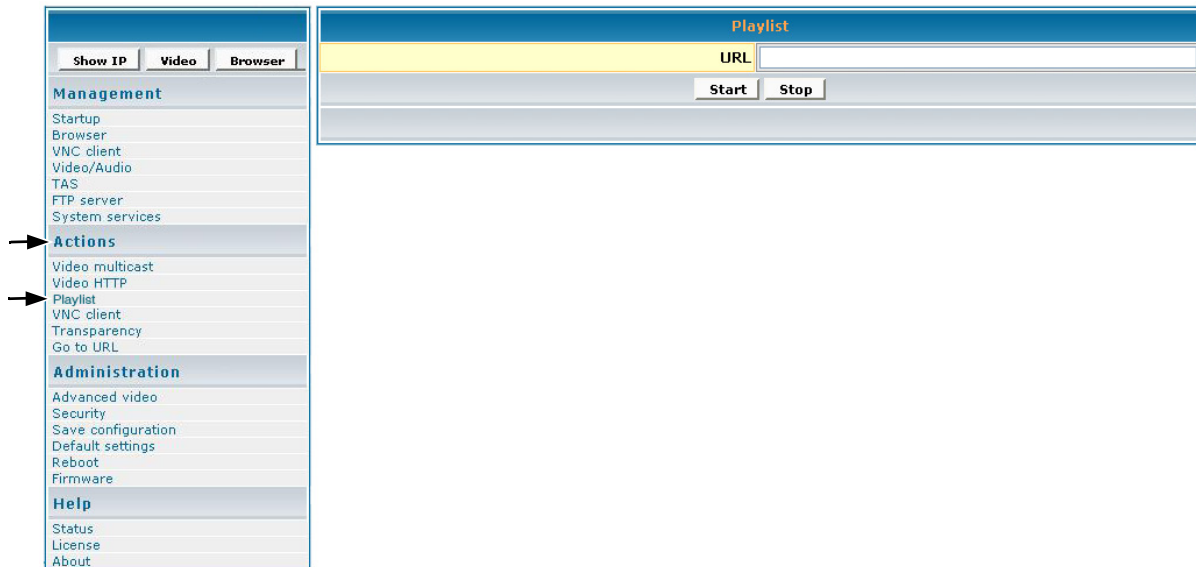 Show IP Video Browser
Management
Startup
Browser
VNC client
Video/Audio
TAS
FTP server
System services
Actions
Video multicast
Video HTTP
Playlist
VNC client
Transparency
Go to URL
Administration
Advanced video
Security
Save configuration
Default settings
Reboot
Firmware
Help
Status
License
About
Playlist
URL
Start Stop